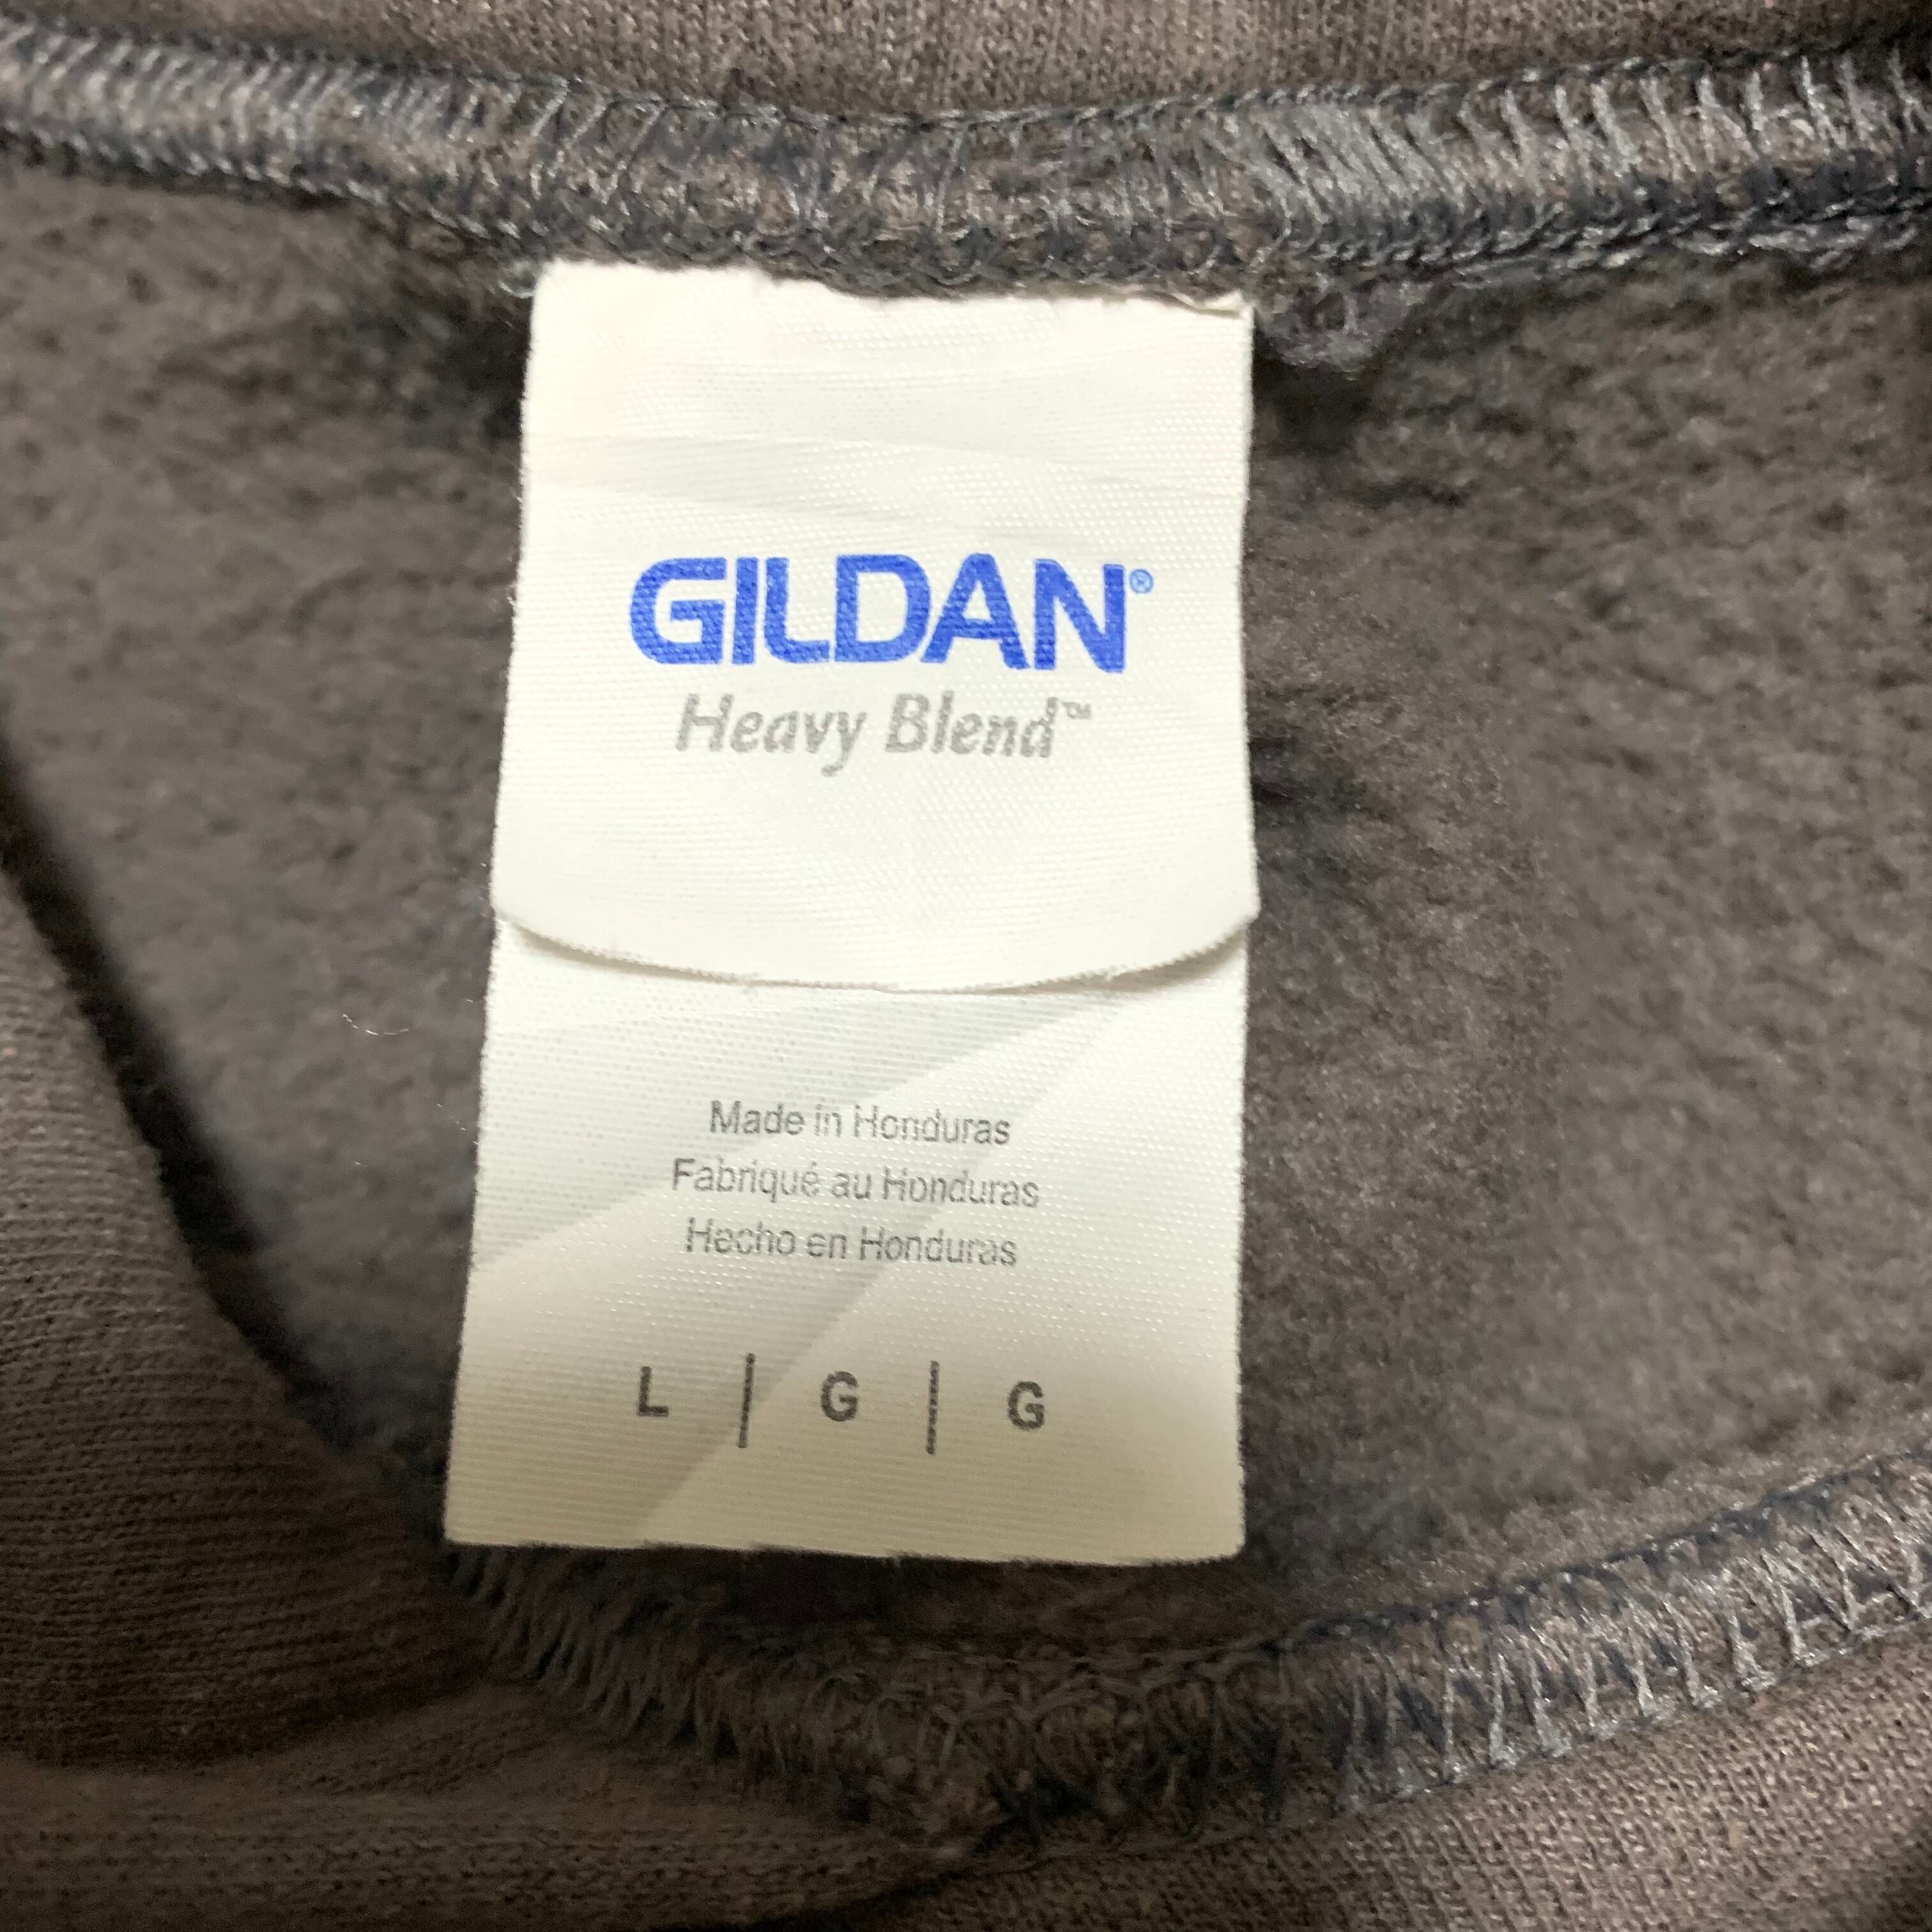 GILDAN®
Heavy Blend™
Made in Honduras
Fabriqué au Honduras
Hecho en Honduras
L | G | G